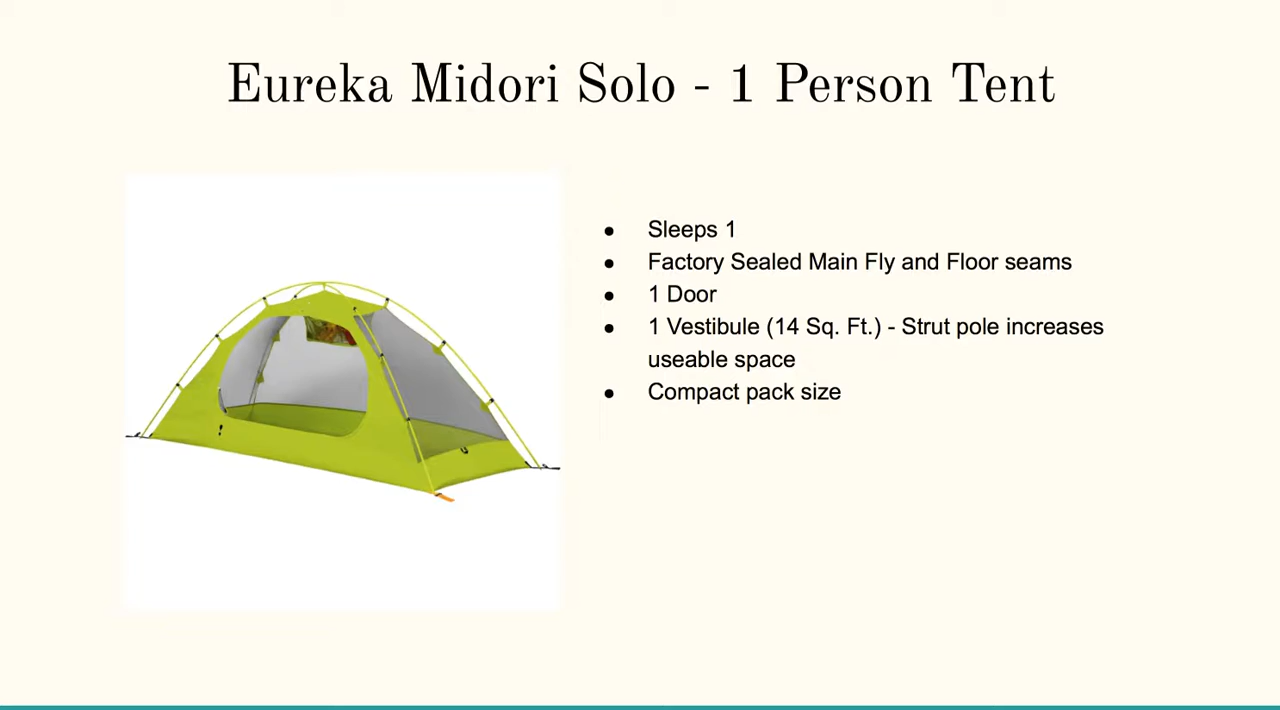 Eureka Midori Solo - 1 Person Tent
● Sleeps 1
● Factory Sealed Main Fly and Floor seams
● 1 Door
● 1 Vestibule (14 Sq. Ft.) - Strut pole increases
useable space
● Compact pack size